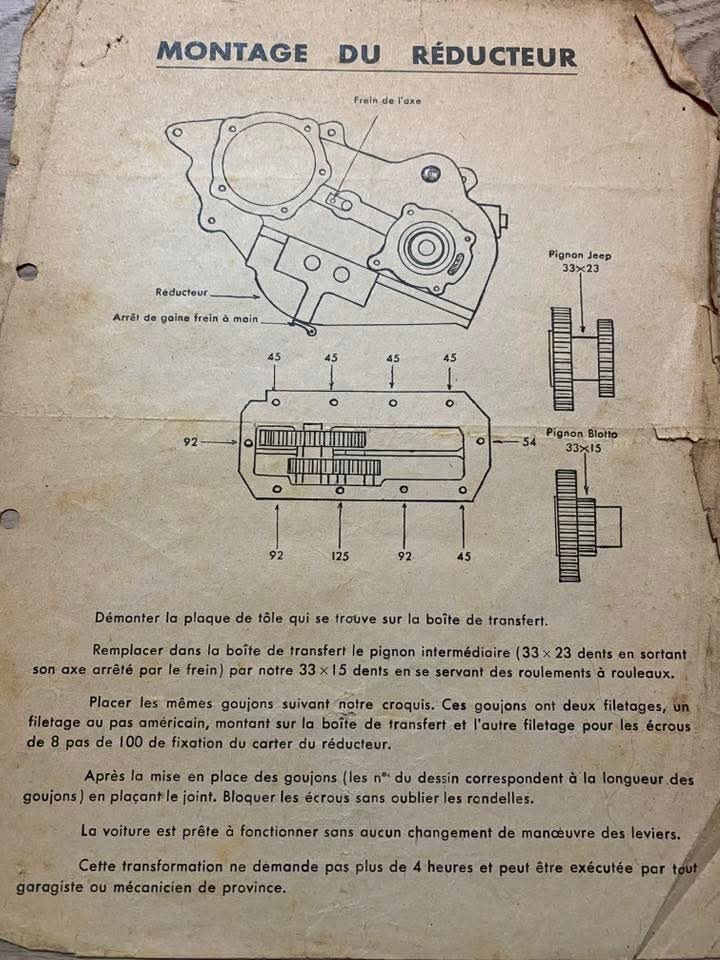 MONTAGE DU RÉDUCTEUR
Frein de l'axe
Pignon Jeep
33×23
Réducteur
Arrêt de gaine frein à main
45 45 45 45
92
54
Pignon Blotto
33×15
92 125 92 45
Démonter la plaque de tôle qui se trouve sur la boîte de transfert.
Remplacer dans la boîte de transfert le pignon intermédiaire (33 × 23 dents en sortant
son axe arrêté par le frein) par notre 33 × 15 dents en se servant des roulements à rouleaux.
Placer les mêmes goujons suivant notre croquis. Ces goujons ont deux filetages, un
filetage au pas américain, montant sur la boîte de transfert et l'autre filetage pour les écrous
de 8 pas de 100 de fixation du carter du réducteur.
Après la mise en place des goujons (les nos du dessin correspondent à la longueur des
goujons) en plaçant le joint. Bloquer les écrous sans oublier les rondelles.
La voiture est prête à fonctionner sans aucun changement de manœuvre des leviers.
Cette transformation ne demande pas plus de 4 heures et peut être exécutée par tout
garagiste ou mécanicien de province.